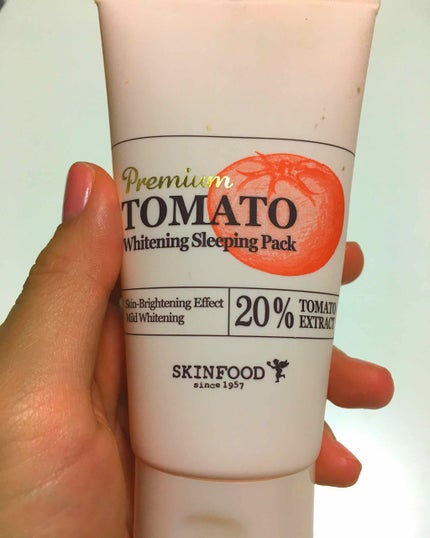 Premium
TOMATO
Whitening Sleeping Pack
Skin-Brightening Effect
Mild Whitening
20% TOMATO
EXTRACT
SKINFOOD
since 1957